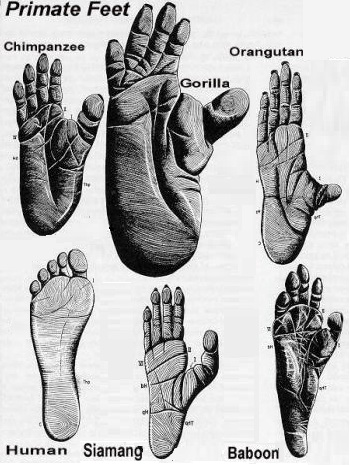 Primate Feet
Chimpanzee
Gorilla
Orangutan
Human
Siamang
Baboon